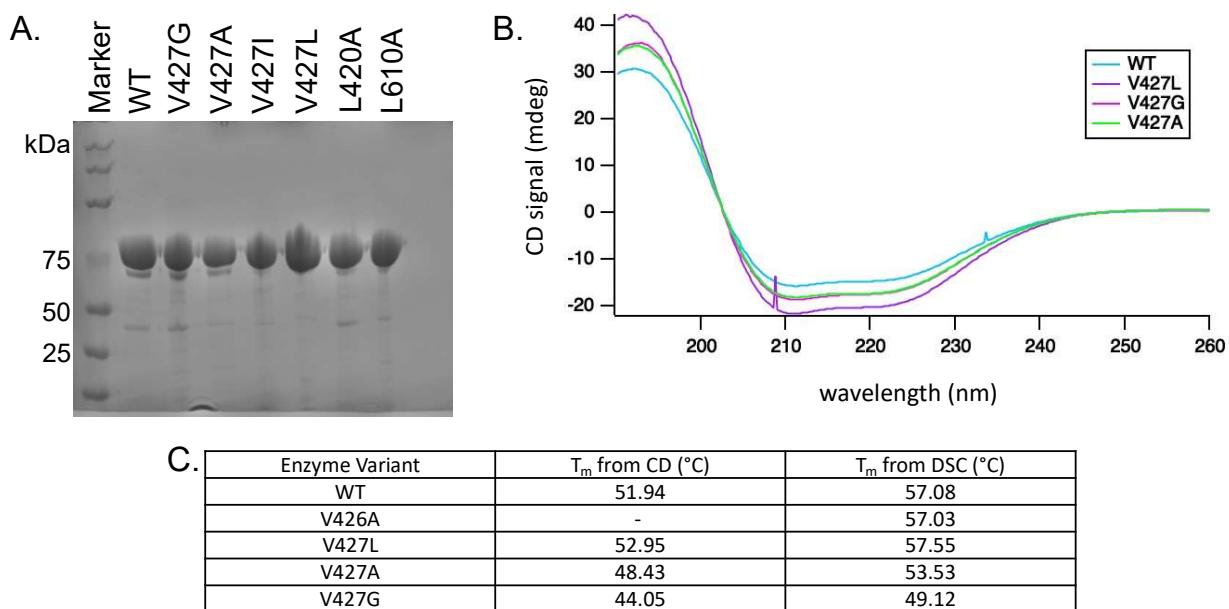 A.
Marker
WT
V427G
V427A
V427I
V427L
L420A
L610A
kDa
75
50
25
B.
CD signal (mdeg)
40
30
20
10
0
-10
-20
200
210
220
230
240
250
260
wavelength (nm)
WT
V427L
V427G
V427A
C.
Enzyme Variant Tm from CD (°C) Tm from DSC (°C)
WT 51.94 57.08
V426A - 57.03
V427L 52.95 57.55
V427A 48.43 53.53
V427G 44.05 49.12